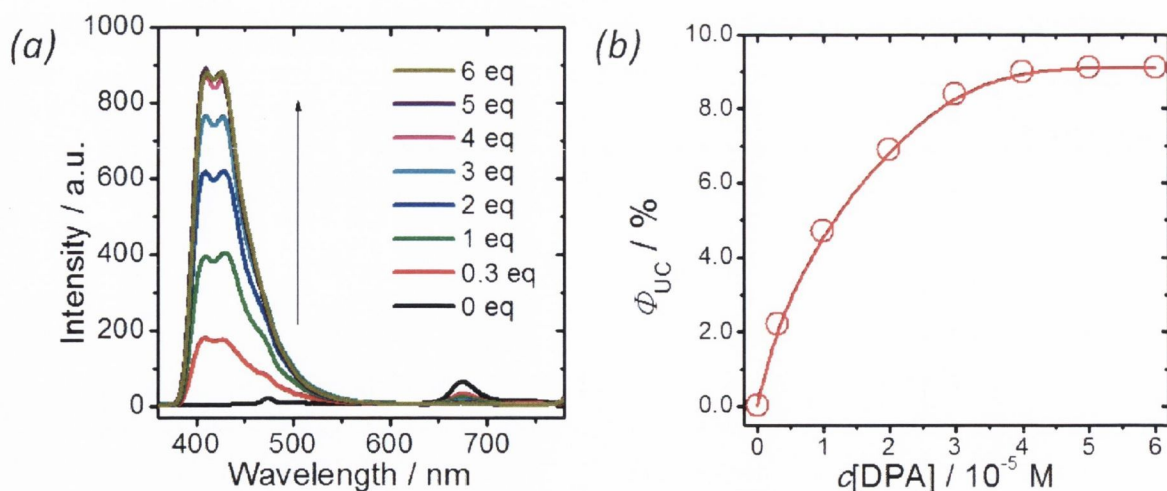 (a)
1000
800
600
400
200
0
Intensity / a.u.
6 eq
5 eq
4 eq
3 eq
2 eq
1 eq
0.3 eq
0 eq
400 500 600 700
Wavelength / nm
(b)
10.0
8.0
6.0
4.0
2.0
0.0
Φ_UC / %
0 1 2 3 4 5 6
c[DPA] / 10⁻⁵ M